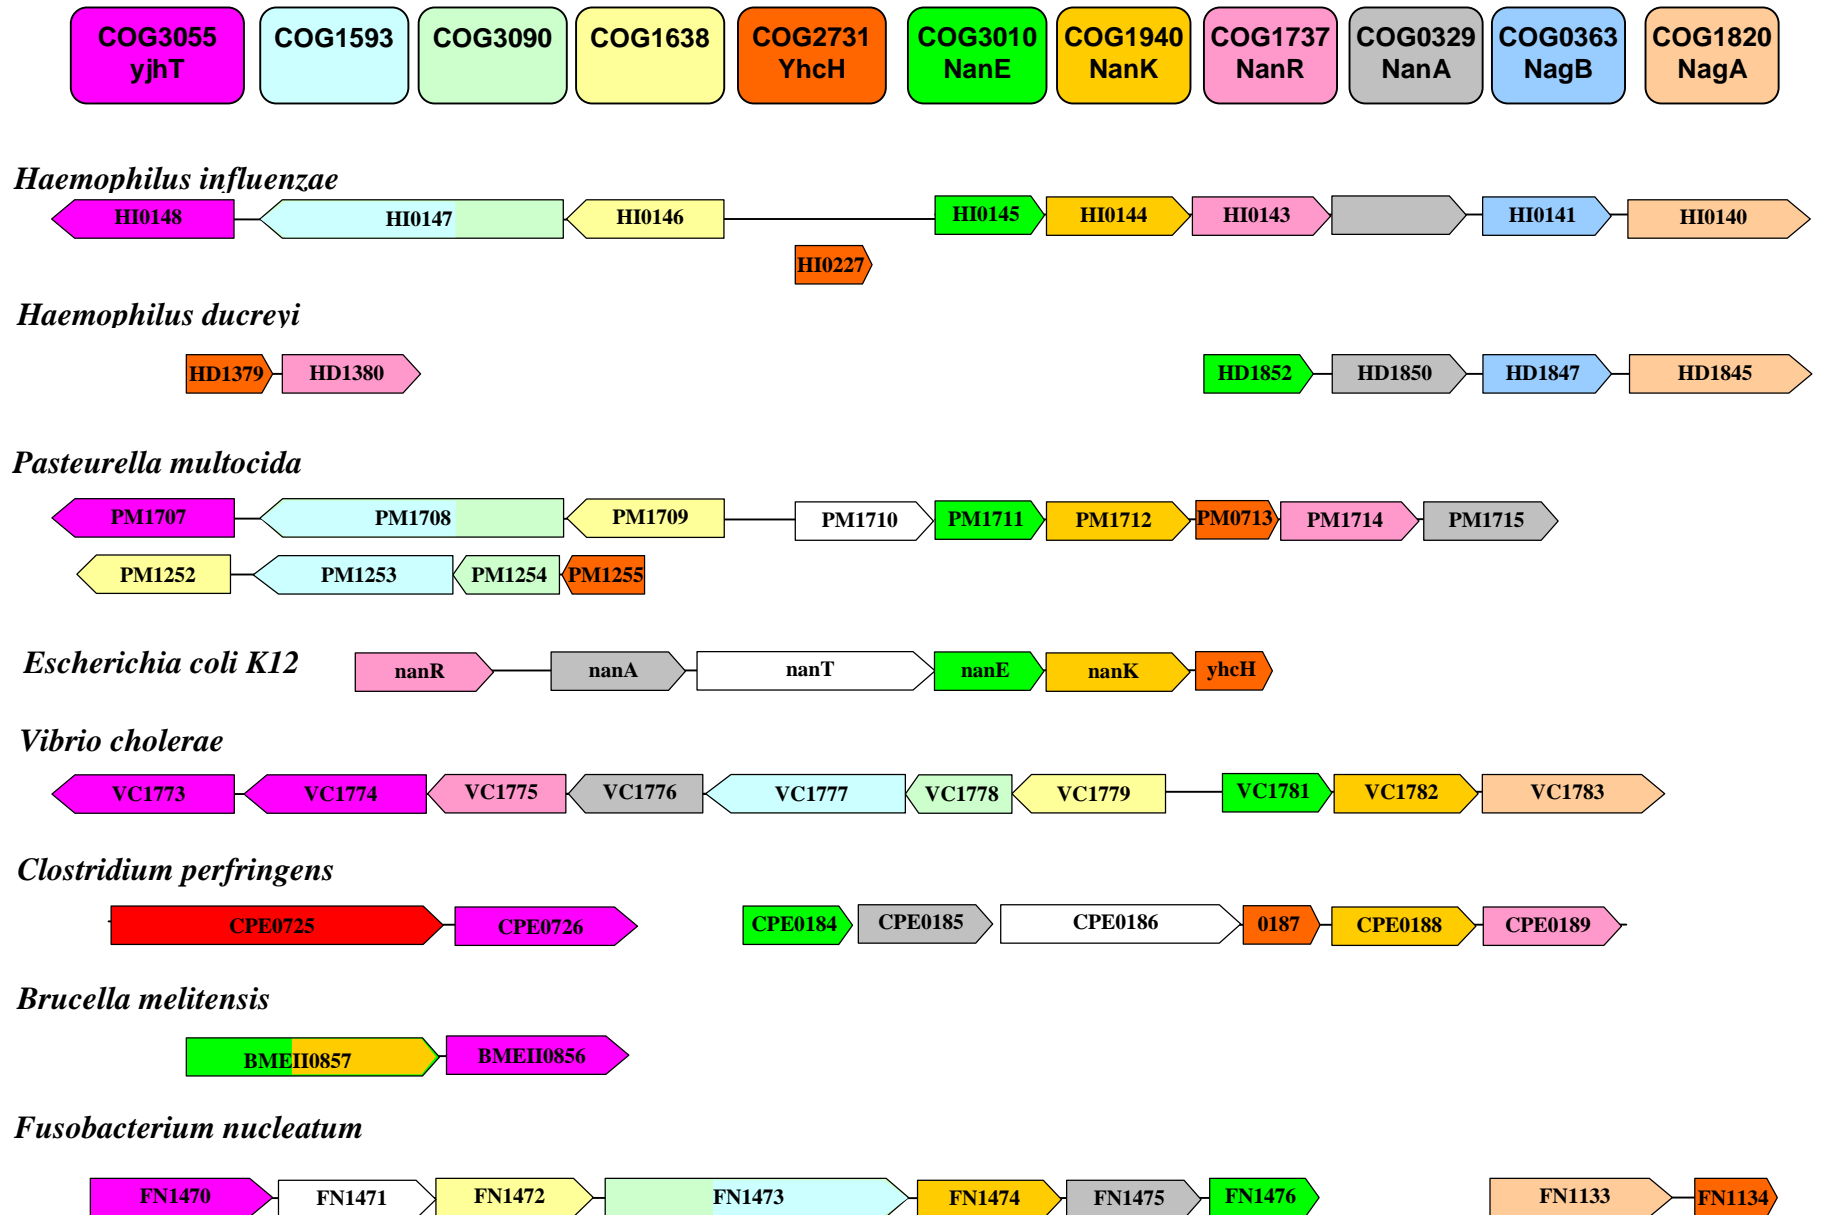 COG3055 COG1593 COG3090 COG1638 COG2731 COG3010 COG1940 COG1737 COG0329 COG0363 COG1820
yjhT YhcH NanE NanK NanR NanA NagB NagA
Haemophilus influenzae
HI0148 HI0147 HI0146 HI0145 HI0144 HI0143 HI0141 HI0140
HI0227
Haemophilus ducreyi
HD1379 HD1380 HD1852 HD1850 HD1847 HD1845
Pasteurella multocida
PM1707 PM1708 PM1709 PM1710 PM1711 PM1712 PM0713 PM1714 PM1715
PM1252 PM1253 PM1254 PM1255
Escherichia coli K12 nanR nanA nanT nanE nanK yhcH
Vibrio cholerae
VC1773 VC1774 VC1775 VC1776 VC1777 VC1778 VC1779 VC1781 VC1782 VC1783
Clostridium perfringens
CPE0725 CPE0726 CPE0184 CPE0185 CPE0186 0187 CPE0188 CPE0189
Brucella melitensis
BMEII0857 BMEII0856
Fusobacterium nucleatum
FN1470 FN1471 FN1472 FN1473 FN1474 FN1475 FN1476 FN1133 FN1134